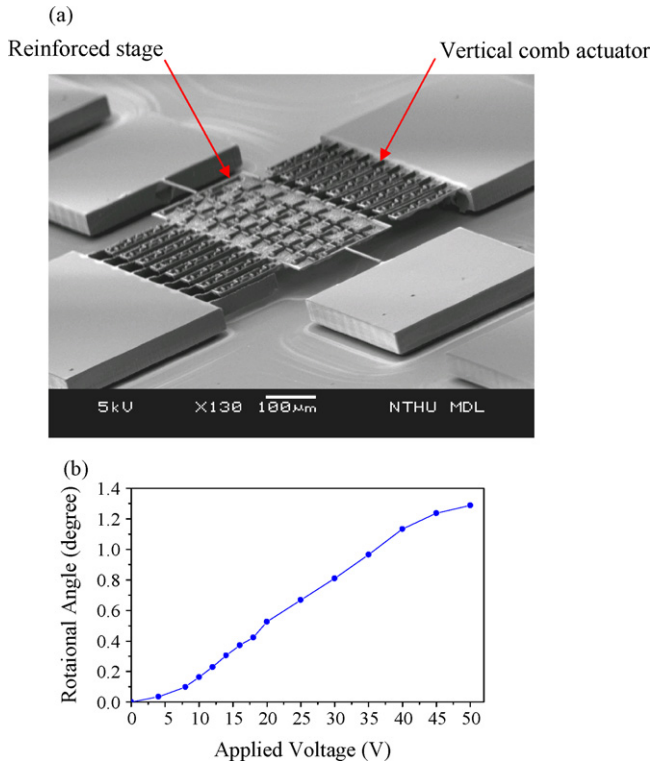 (a)
Reinforced stage
Vertical comb actuator
5kV X130 100µm NTHU MDL
(b)
1.4
1.2
1.0
0.8
0.6
0.4
0.2
0.0
Rotaional Angle (degree)
0 5 10 15 20 25 30 35 40 45 50
Applied Voltage (V)